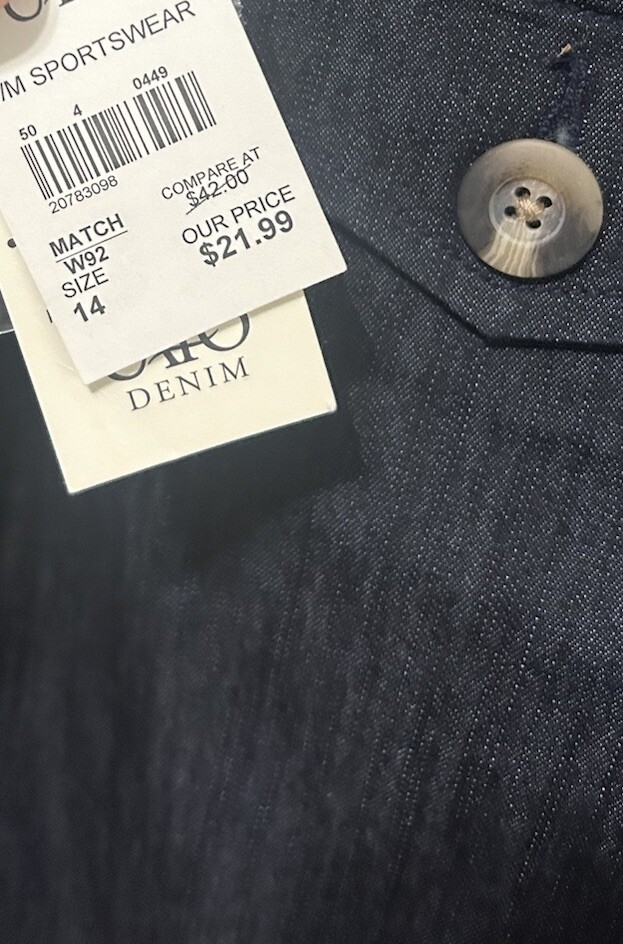 /M SPORTSWEAR
50 4 0449
20783098
MATCH
W92
SIZE
14
COMPARE AT
$42.00
OUR PRICE
$21.99
DENIM